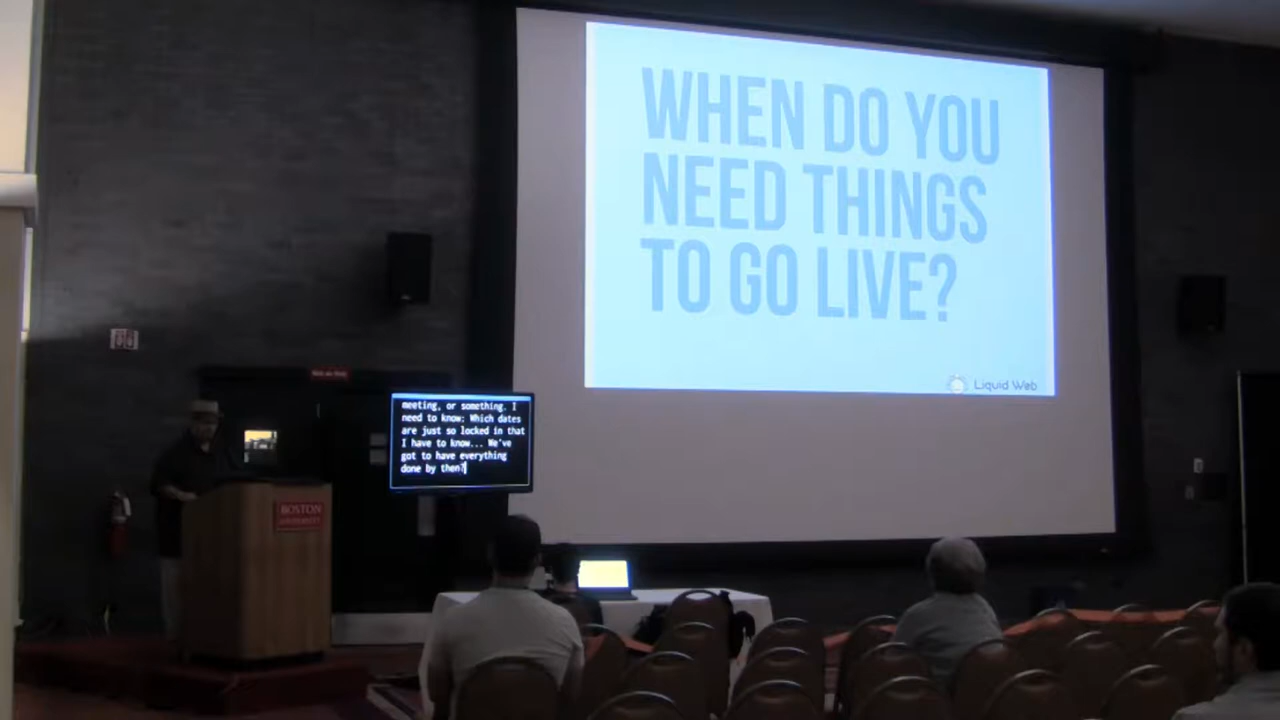 WHEN DO YOU
NEED THINGS
TO GO LIVE?
Liquid Web
meeting, or something. I
need to know: Which dates
are just so locked in that
I have to know... We've
got to have everything
done by then?
BOSTON
UNIVERSITY